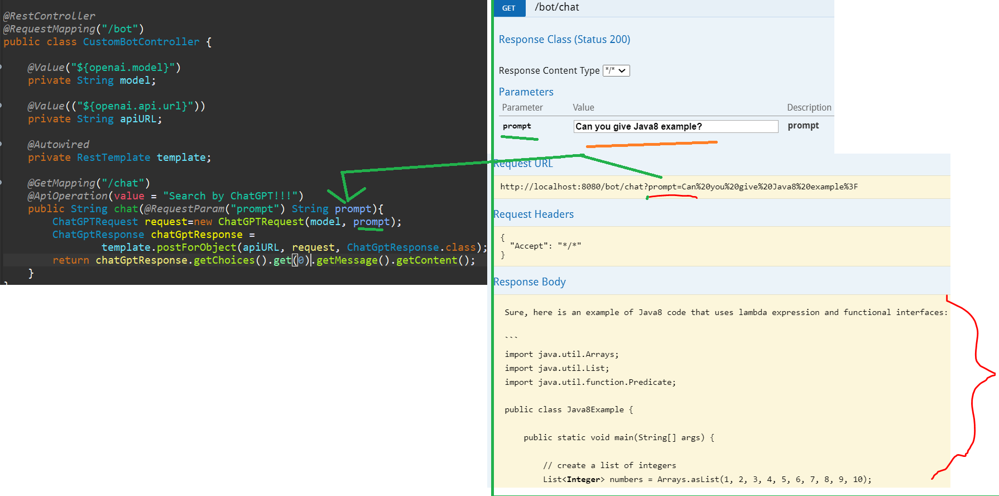 @RestController
@RequestMapping("/bot")
public class CustomBotController {
@Value("${openai.model}")
private String model;
@Value(("${openai.api.url}"))
private String apiURL;
@Autowired
private RestTemplate template;
@GetMapping("/chat")
@ApiOperation(value = "Search by ChatGPT!!!")
public String chat(@RequestParam("prompt") String prompt){
ChatGPTRequest request=new ChatGPTRequest(model, prompt);
ChatGptResponse chatGptResponse =
template.postForObject(apiURL, request, ChatGptResponse.class);
return chatGptResponse.getChoices().get(0).getMessage().getContent();
}
}
GET /bot/chat
Response Class (Status 200)
Response Content Type */*
Parameters
Parameter Value Description
prompt Can you give Java8 example? prompt
Request URL
http://localhost:8080/bot/chat?prompt=Can%20you%20give%20Java8%20example%3F
Request Headers
{
"Accept": "*/*"
}
Response Body
Sure, here is an example of Java8 code that uses lambda expression and functional interfaces:
```
import java.util.Arrays;
import java.util.List;
import java.util.function.Predicate;
public class Java8Example {
public static void main(String[] args) {
// create a list of integers
List<Integer> numbers = Arrays.asList(1, 2, 3, 4, 5, 6, 7, 8, 9, 10);